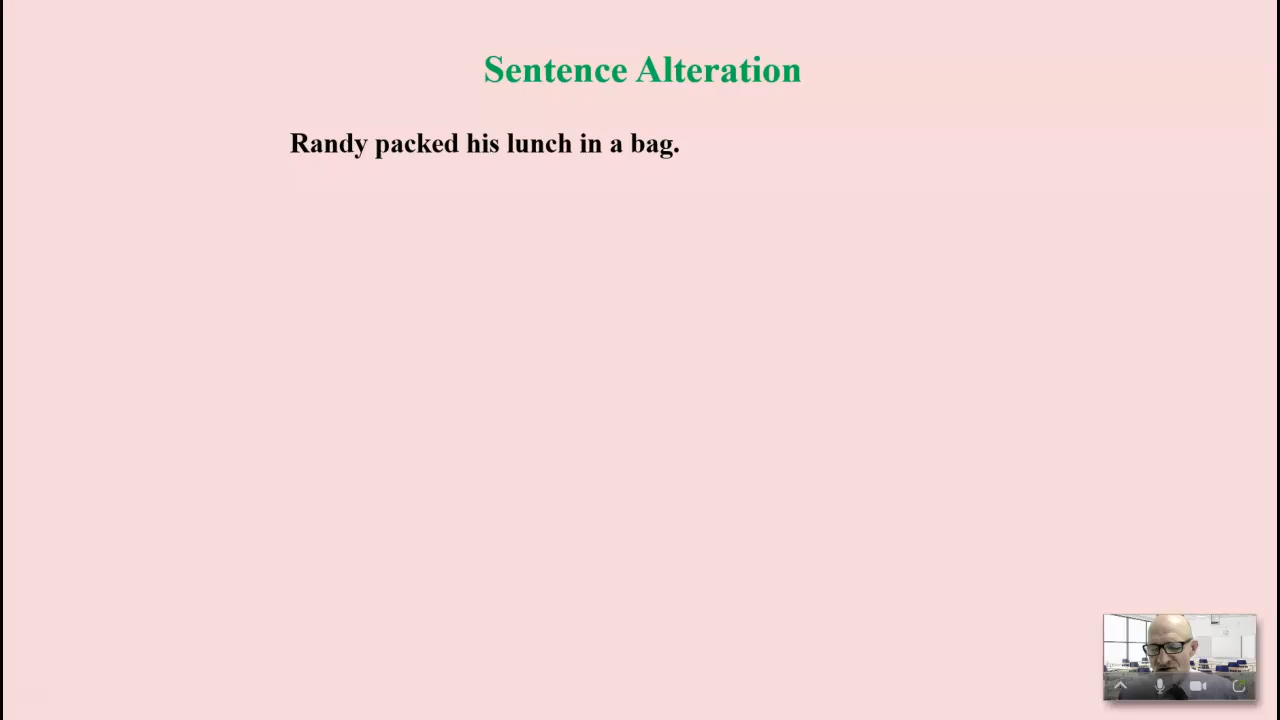 Sentence Alteration
Randy packed his lunch in a bag.